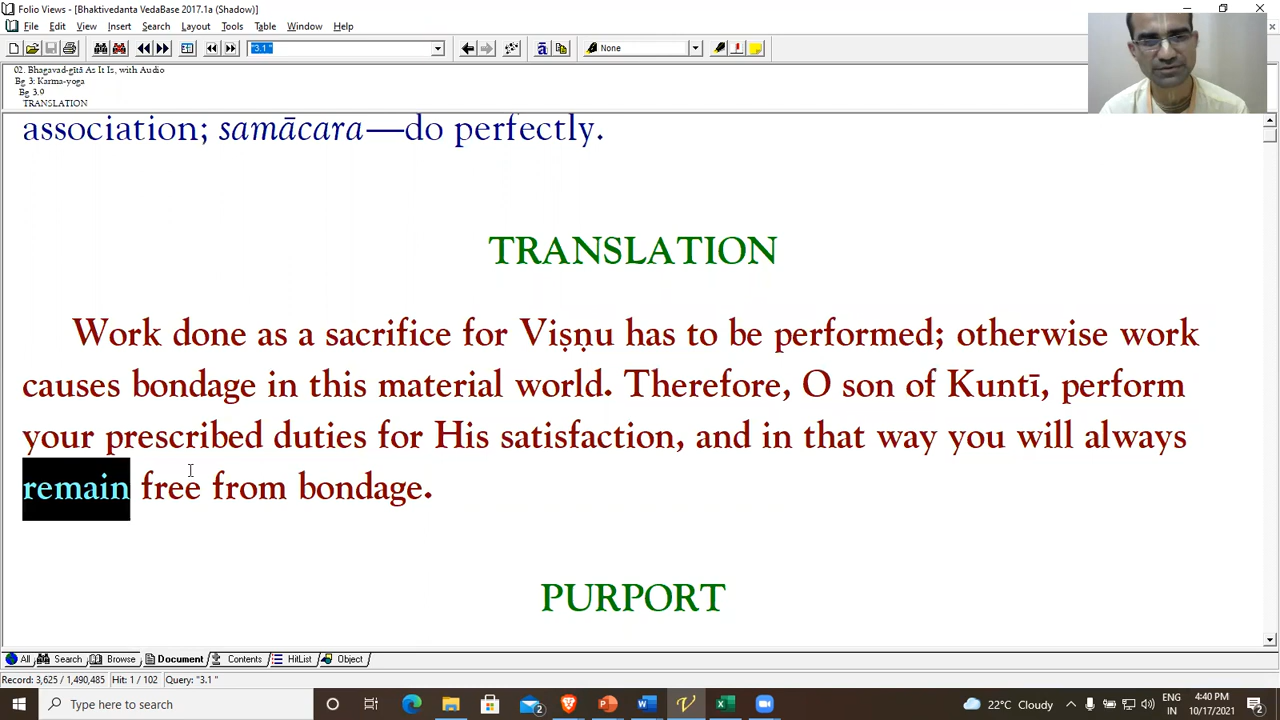 Folio Views - [Bhaktivedanta VedaBase 2017.1a (Shadow)]
File Edit View Insert Search Layout Tools Table Window Help
"3.1 " None
02. Bhagavad-gītā As It Is, with Audio
Bg 3: Karma-yoga
Bg 3.9
TRANSLATION
association; samācara—do perfectly.
TRANSLATION
Work done as a sacrifice for Viṣṇu has to be performed; otherwise work
causes bondage in this material world. Therefore, O son of Kuntī, perform
your prescribed duties for His satisfaction, and in that way you will always
remain free from bondage.
PURPORT
All Search Browse Document Contents HitList Object
Record: 3,625 / 1,490,485 Hit: 1 / 102 Query: "3.1 "
Type here to search 2 22°C Cloudy ENG IN 4:40 PM 10/17/2021 2